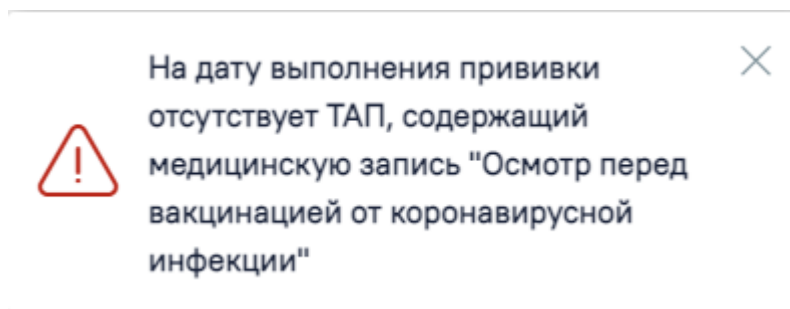 На дату выполнения прививки
отсутствует ТАП, содержащий
медицинскую запись "Осмотр перед
вакцинацией от коронавирусной
инфекции"